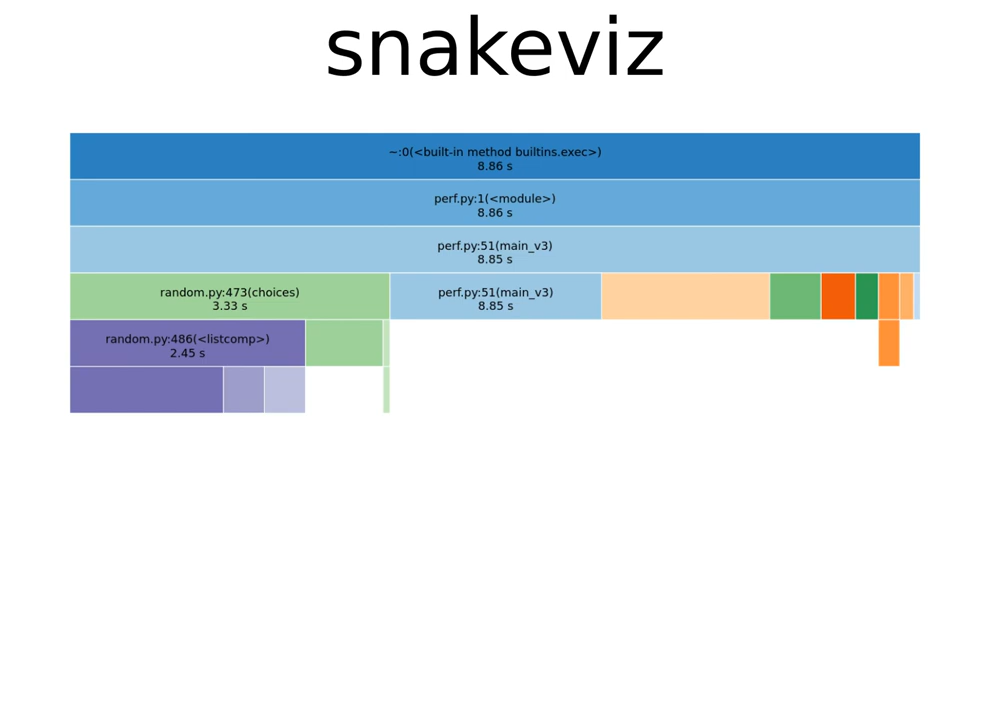 snakeviz
~:0(<built-in method builtins.exec>)
8.86 s
perf.py:1(<module>)
8.86 s
perf.py:51(main_v3)
8.85 s
random.py:473(choices)
3.33 s
perf.py:51(main_v3)
8.85 s
random.py:486(<listcomp>)
2.45 s